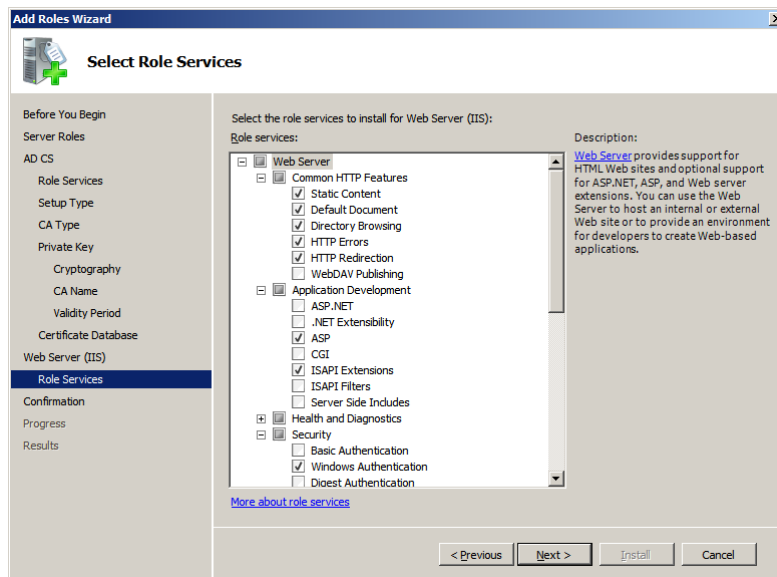 Add Roles Wizard
Select Role Services
Before You Begin
Server Roles
AD CS
Role Services
Setup Type
CA Type
Private Key
Cryptography
CA Name
Validity Period
Certificate Database
Web Server (IIS)
Role Services
Confirmation
Progress
Results
Select the role services to install for Web Server (IIS):
Role services:
Web Server
Common HTTP Features
Static Content
Default Document
Directory Browsing
HTTP Errors
HTTP Redirection
WebDAV Publishing
Application Development
ASP.NET
.NET Extensibility
ASP
CGI
ISAPI Extensions
ISAPI Filters
Server Side Includes
Health and Diagnostics
Security
Basic Authentication
Windows Authentication
Digest Authentication
More about role services
Description:
Web Server provides support for
HTML Web sites and optional support
for ASP.NET, ASP, and Web server
extensions. You can use the Web
Server to host an internal or external
Web site or to provide an environment
for developers to create Web-based
applications.
< Previous
Next >
Install
Cancel